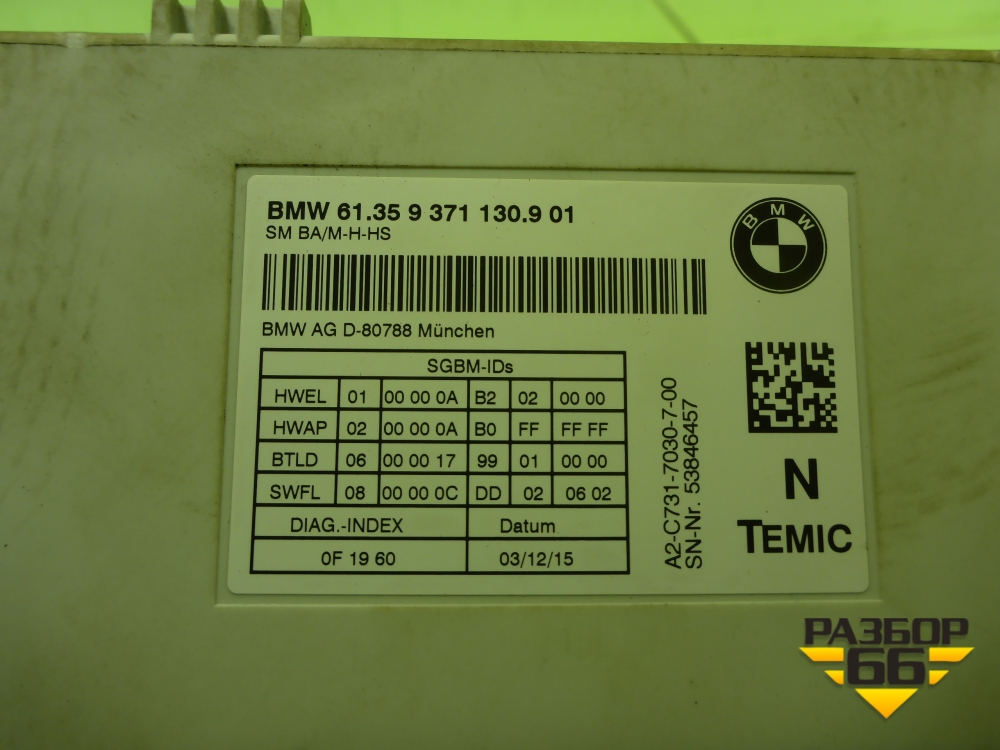 BMW 61.35 9 371 130.9 01
SM BA/M-H-HS
BMW
BMW AG D-80788 München
SGBM-IDs
HWEL 01 00 00 0A B2 02 00 00
HWAP 02 00 00 0A B0 FF FF FF
BTLD 06 00 00 17 99 01 00 00
SWFL 08 00 00 0C DD 02 06 02
DIAG.-INDEX Datum
0F 19 60 03/12/15
A2-C731-7030-7-00
SN-Nr. 53846457
N
TEMIC
РАЗБОР
66